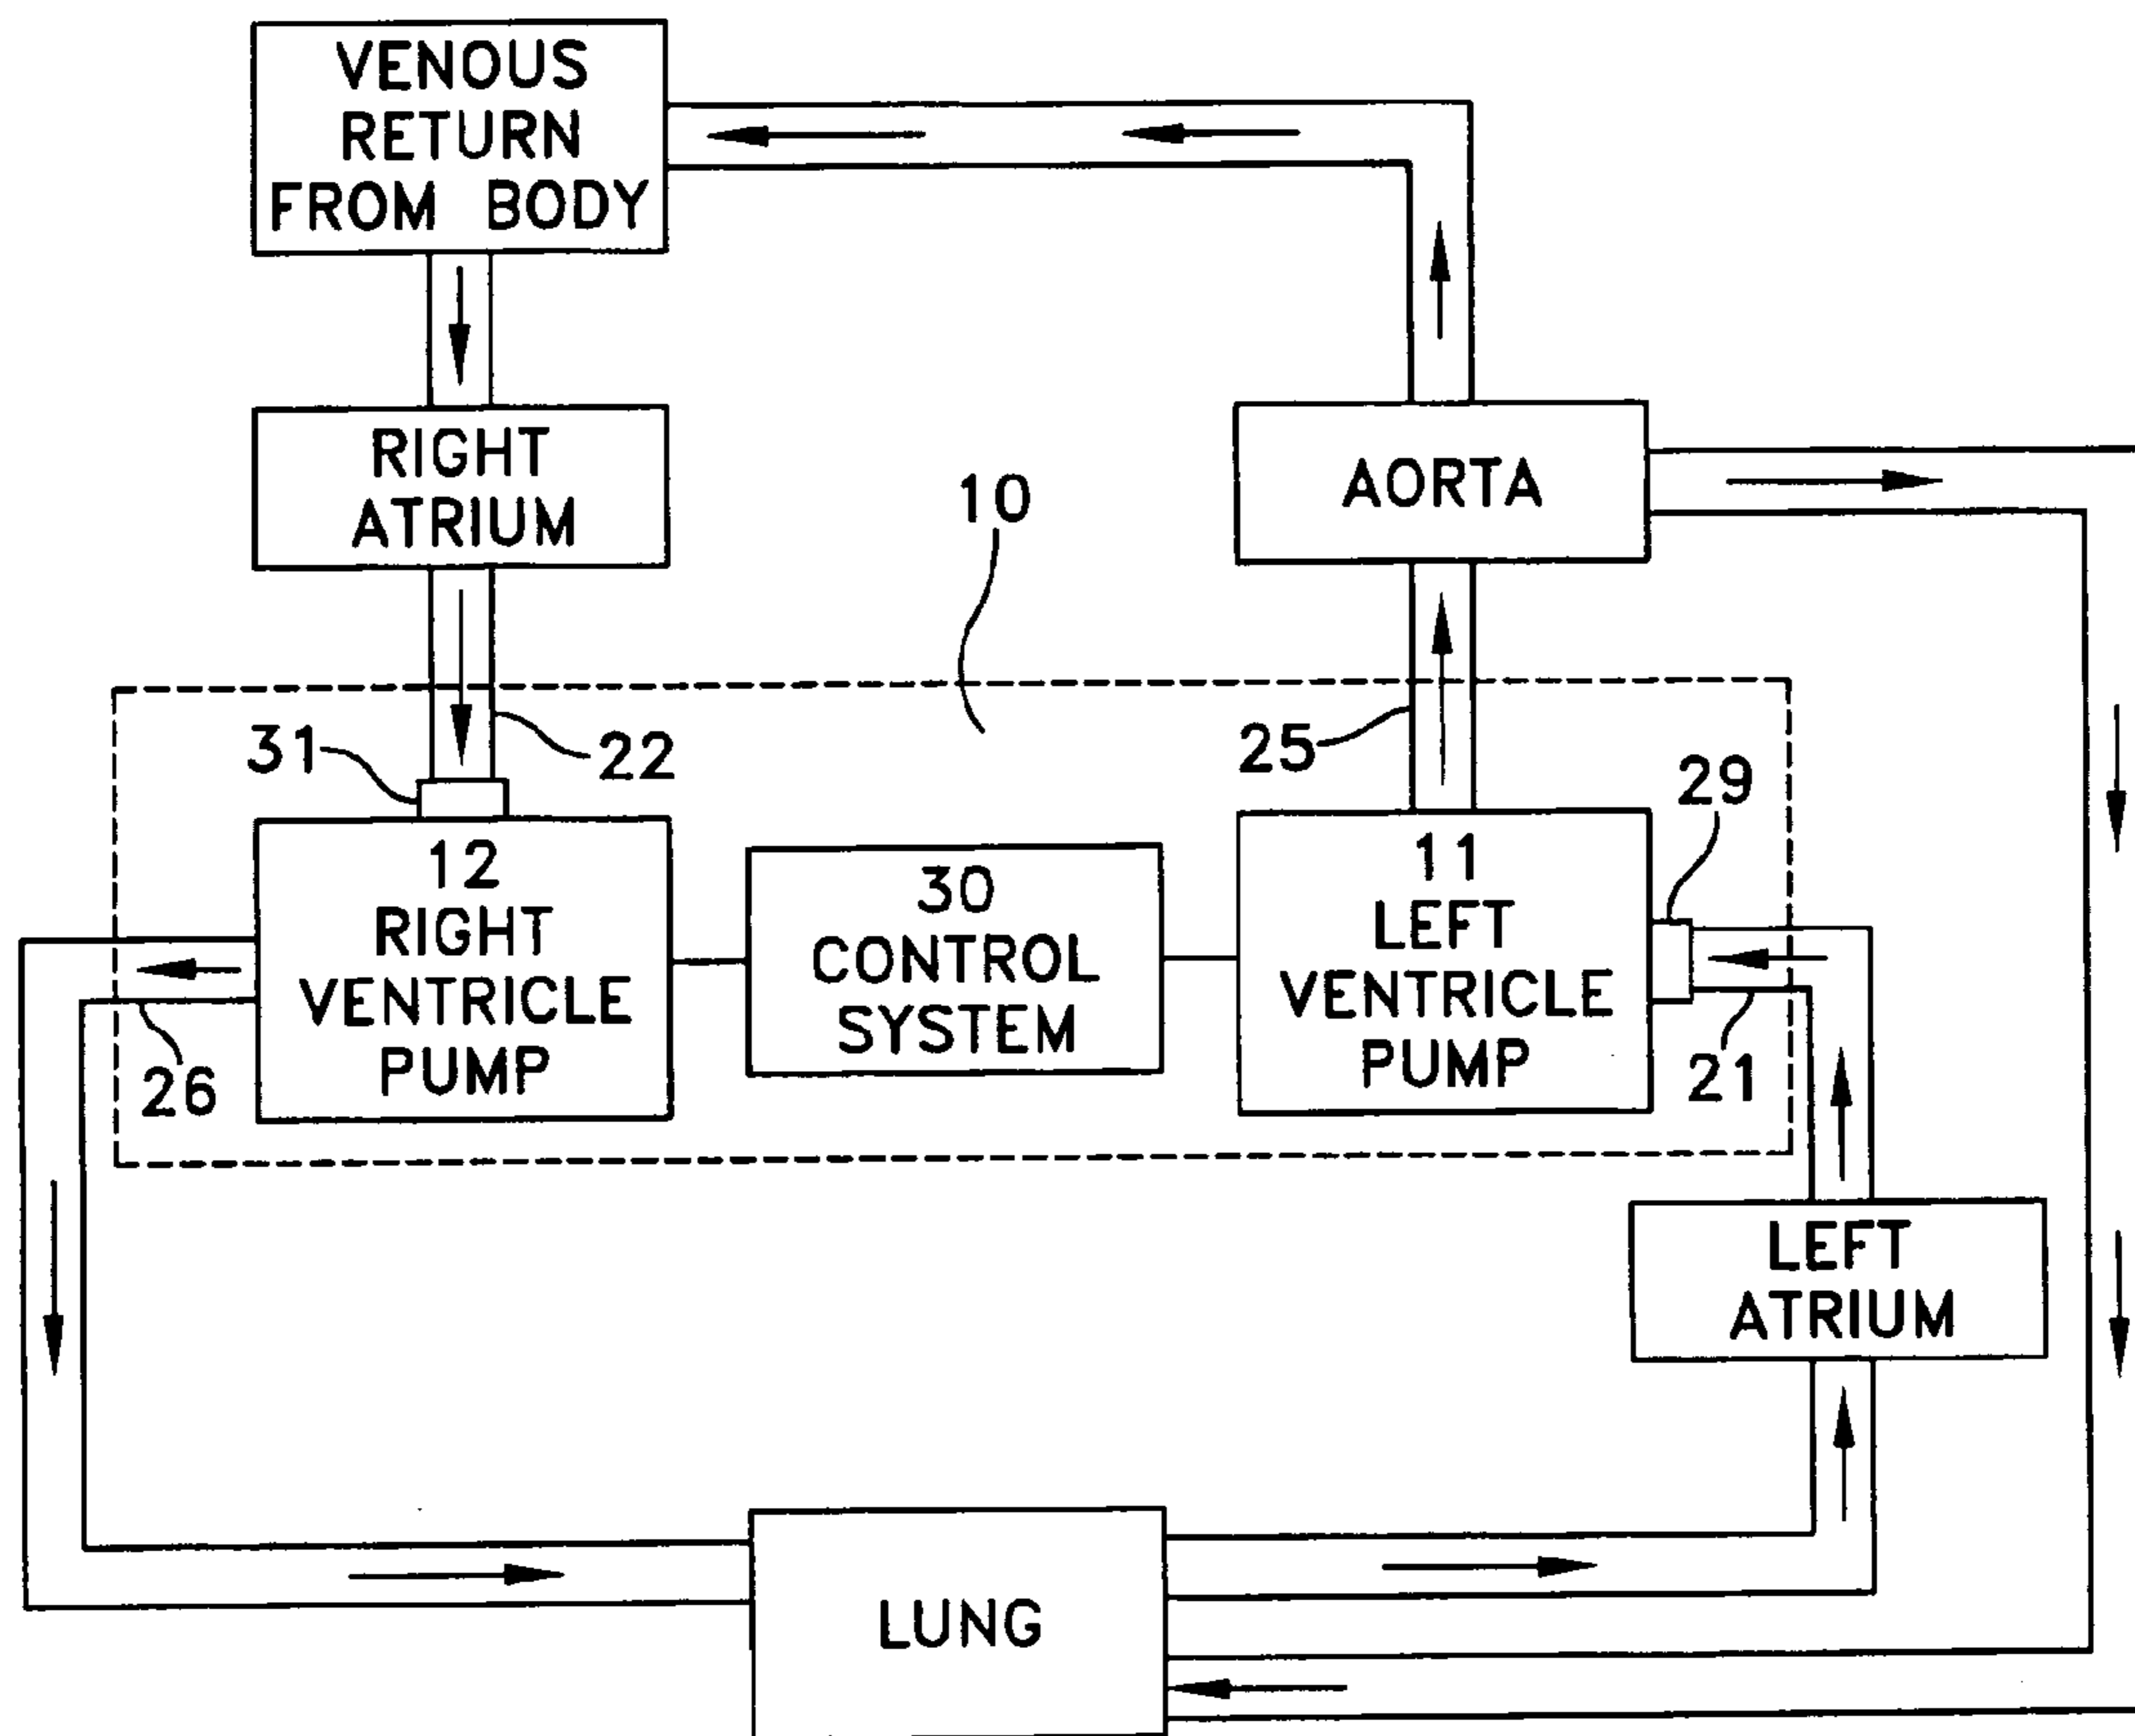 VENOUS
RETURN
FROM BODY
RIGHT
ATRIUM
AORTA
10
31
22
25
29
12
RIGHT
VENTRICLE
PUMP
30
CONTROL
SYSTEM
11
LEFT
VENTRICLE
PUMP
26
21
LEFT
ATRIUM
LUNG